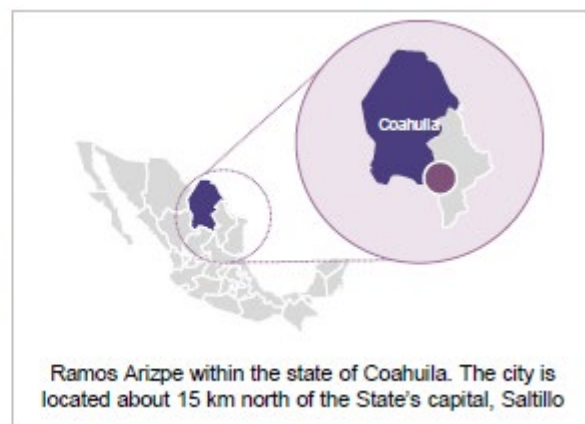 Coahuila
Ramos Arizpe within the state of Coahuila. The city is
located about 15 km north of the State's capital, Saltillo